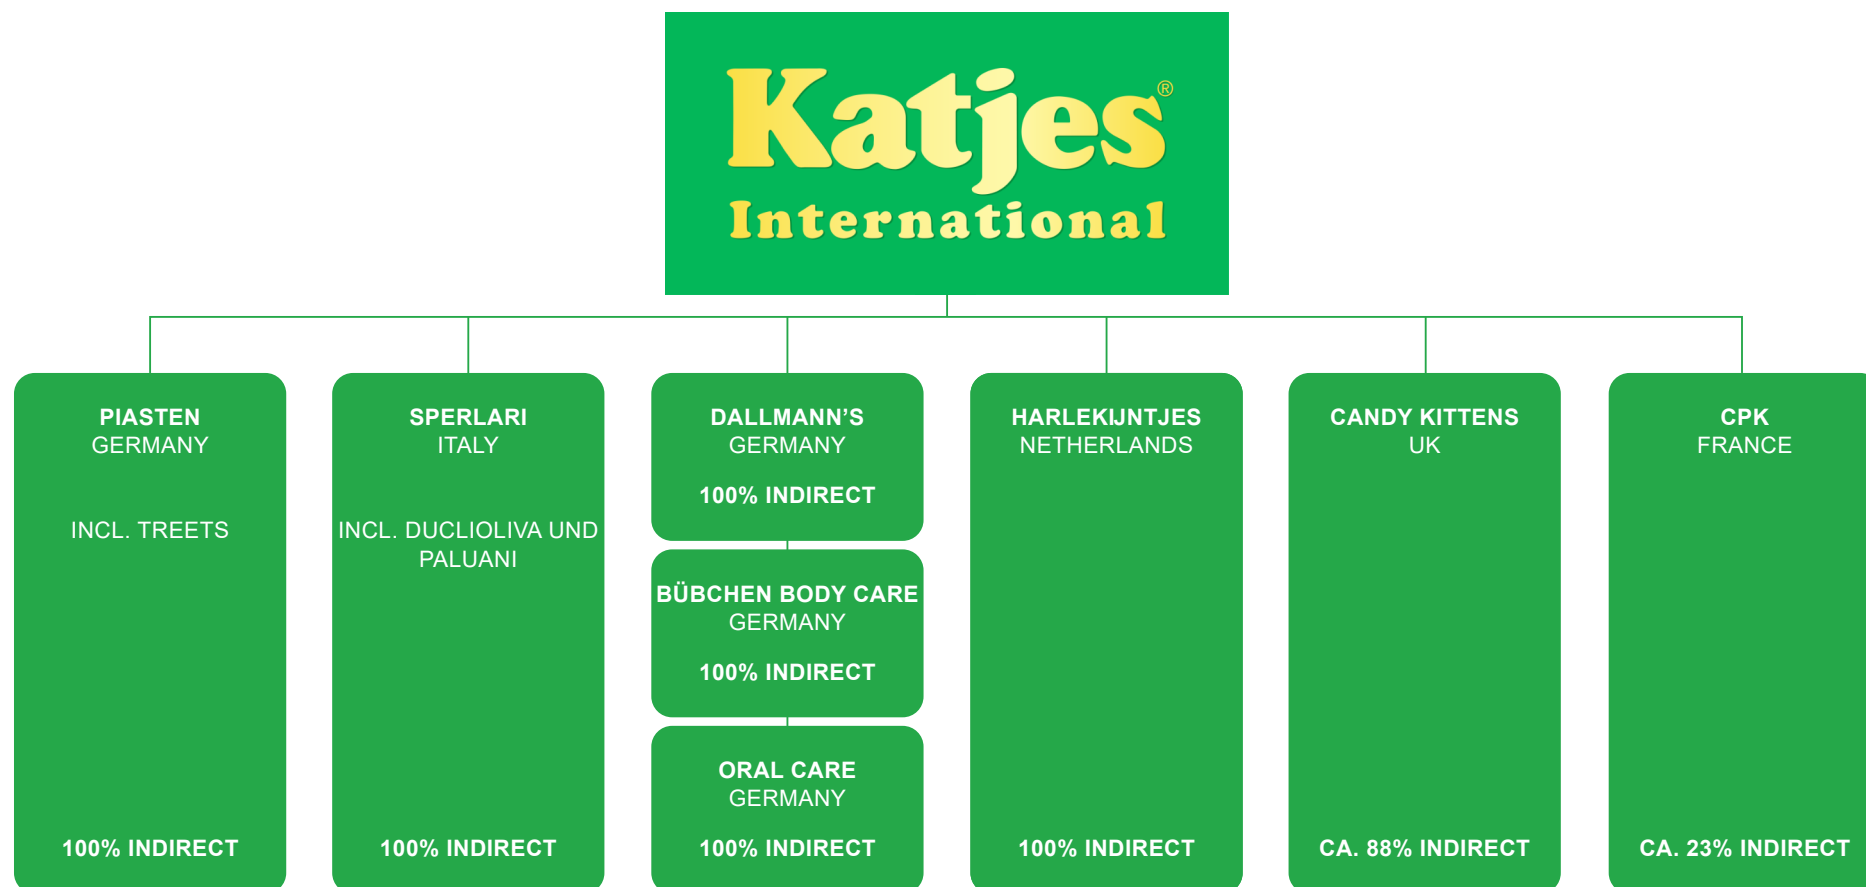 Katjes®
International
PIASTEN
GERMANY
INCL. TREETS
100% INDIRECT
SPERLARI
ITALY
INCL. DUCLIOLIVA UND
PALUANI
100% INDIRECT
DALLMANN’S
GERMANY
100% INDIRECT
BÜBCHEN BODY CARE
GERMANY
100% INDIRECT
ORAL CARE
GERMANY
100% INDIRECT
HARLEKIJNTJES
NETHERLANDS
100% INDIRECT
CANDY KITTENS
UK
CA. 88% INDIRECT
CPK
FRANCE
CA. 23% INDIRECT